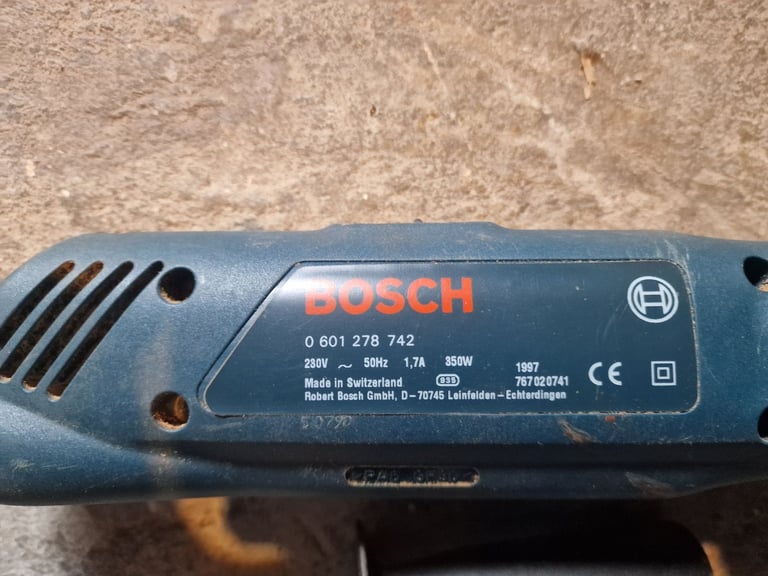 BOSCH
0 601 278 742
230V ~ 50Hz 1,7A 350W
1997
Made in Switzerland 935 767020741 CE
Robert Bosch GmbH, D-70745 Leinfelden-Echterdingen